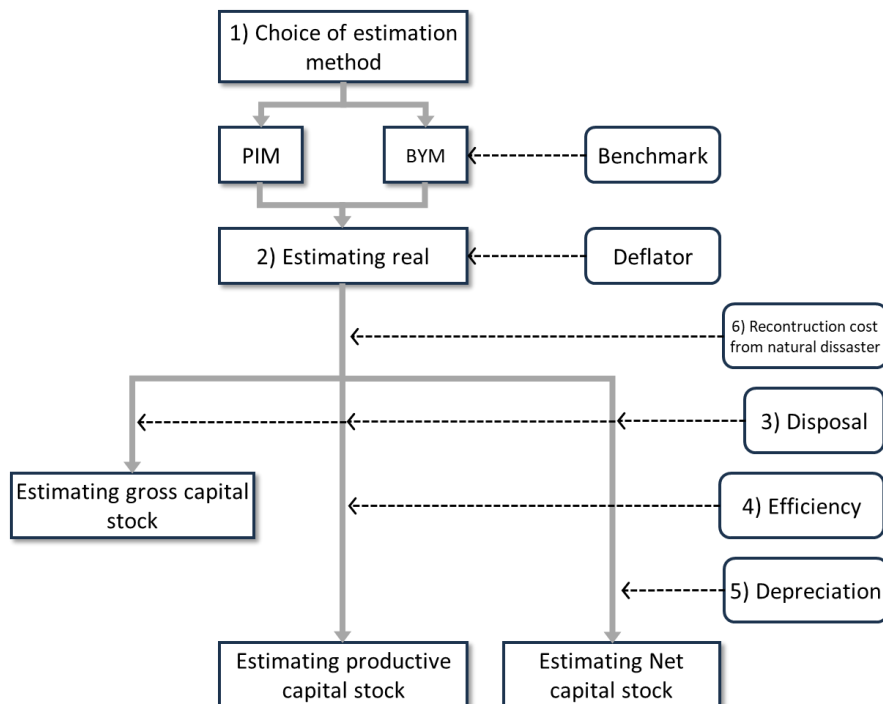 1) Choice of estimation
method
PIM
BYM
Benchmark
2) Estimating real
Deflator
6) Recontruction cost
from natural dissaster
3) Disposal
Estimating gross capital
stock
4) Efficiency
5) Depreciation
Estimating productive
capital stock
Estimating Net
capital stock